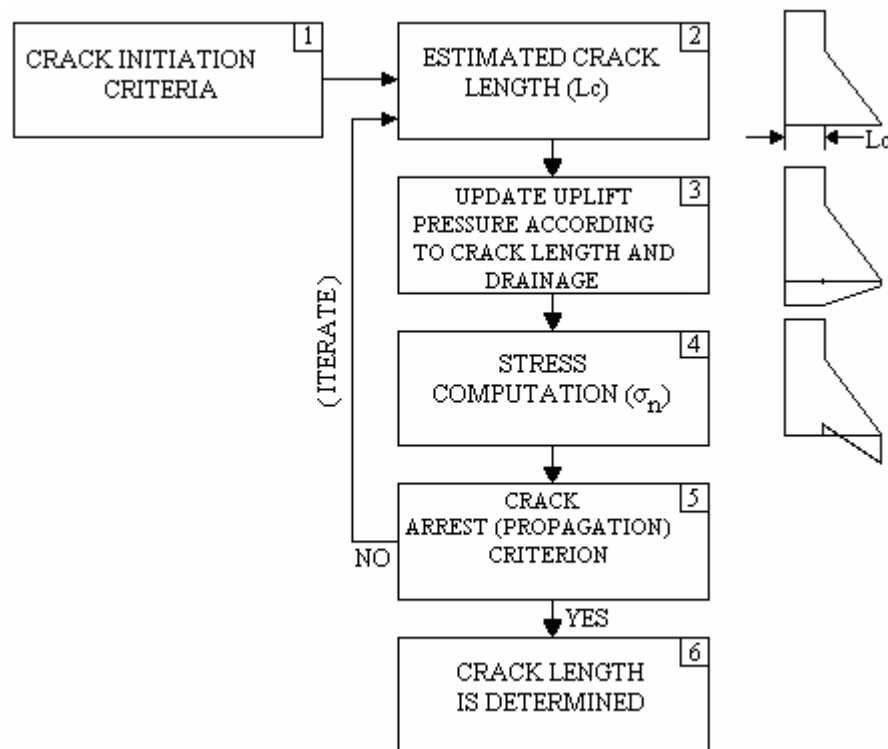 1
CRACK INITIATION
CRITERIA
2
ESTIMATED CRACK
LENGTH (Lc)
Lc
3
UPDATE UPLIFT
PRESSURE ACCORDING
TO CRACK LENGTH AND
DRAINAGE
(ITERATE)
4
STRESS
COMPUTATION (σn)
5
CRACK
ARREST (PROPAGATION)
CRITERION
NO
YES
6
CRACK LENGTH
IS DETERMINED